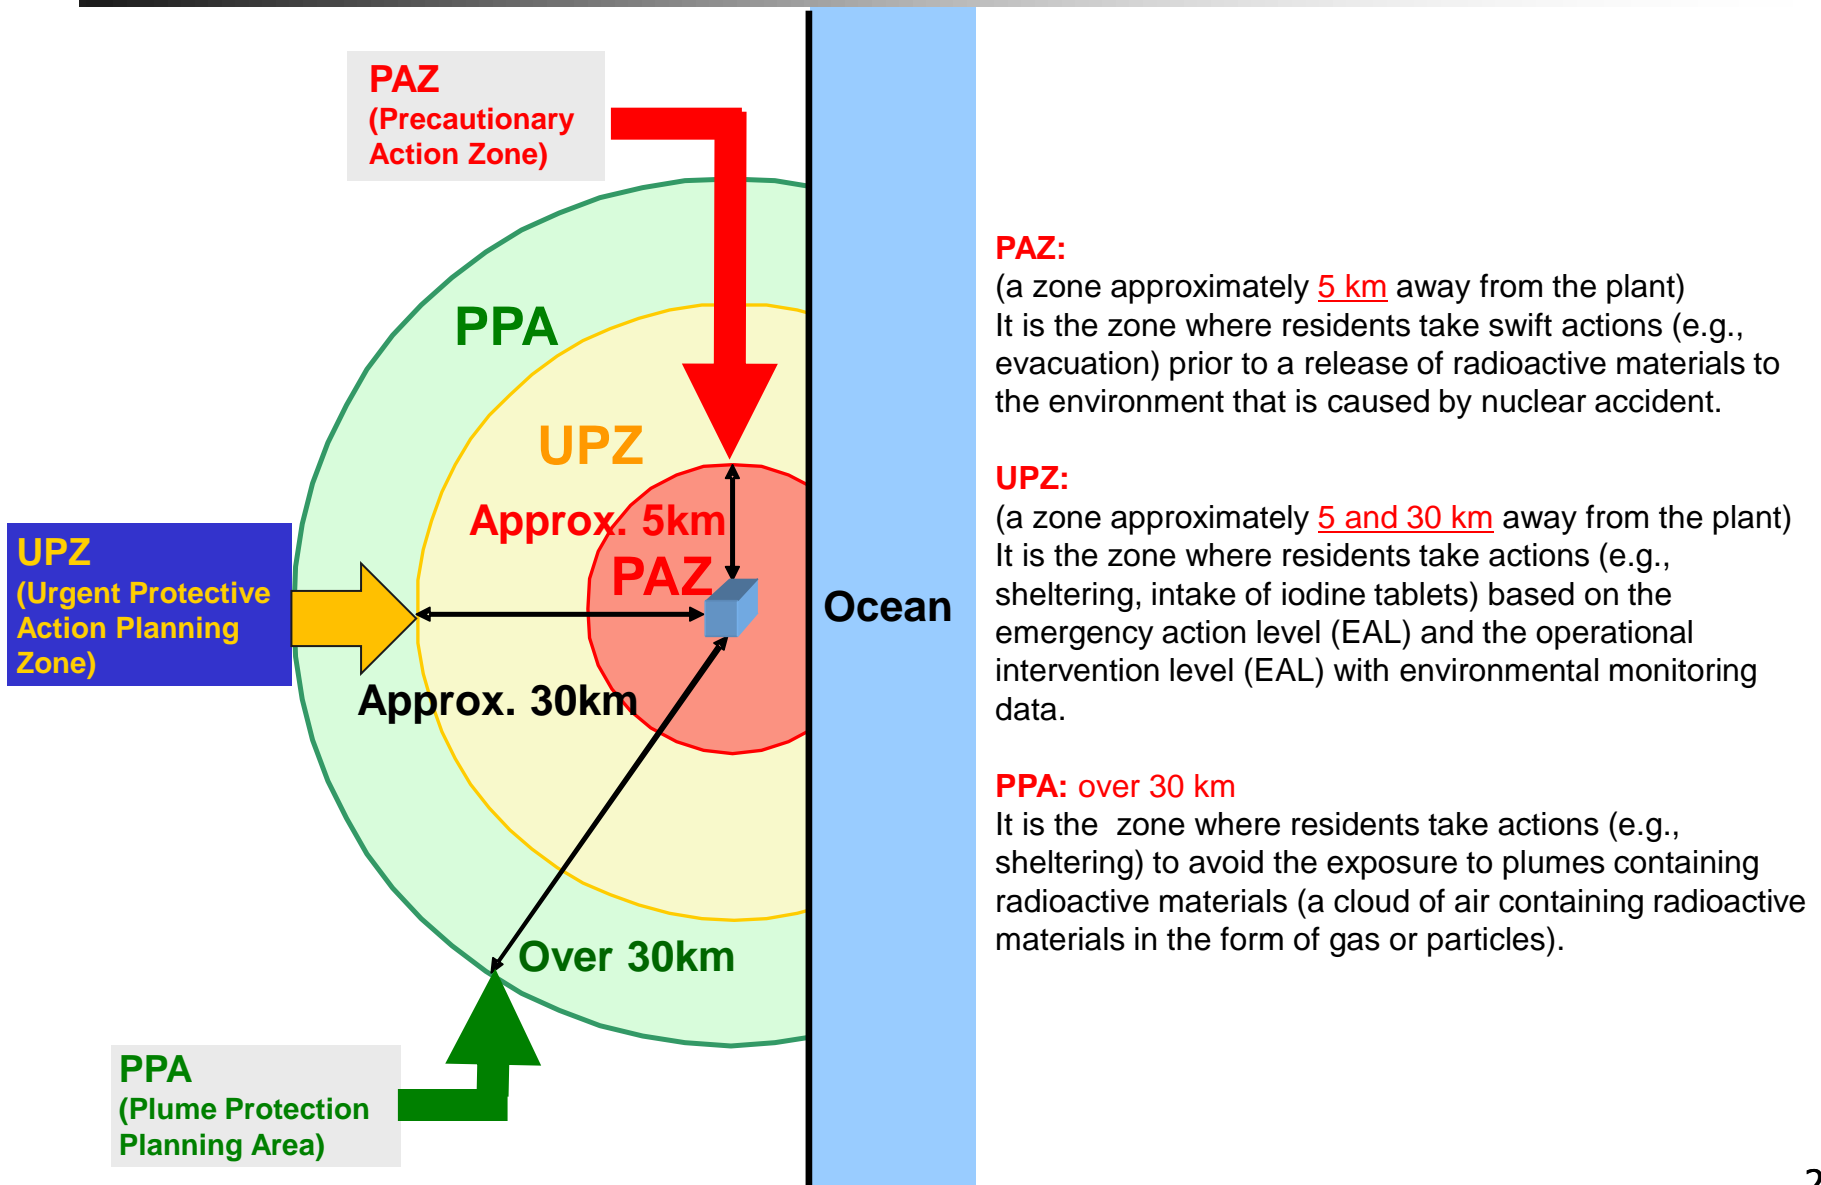 PAZ
(Precautionary
Action Zone)
PPA
UPZ
Approx. 5km
PAZ
UPZ
(Urgent Protective
Action Planning
Zone)
Ocean
Approx. 30km
Over 30km
PPA
(Plume Protection
Planning Area)
PAZ:
(a zone approximately 5 km away from the plant)
It is the zone where residents take swift actions (e.g.,
evacuation) prior to a release of radioactive materials to
the environment that is caused by nuclear accident.
UPZ:
(a zone approximately 5 and 30 km away from the plant)
It is the zone where residents take actions (e.g.,
sheltering, intake of iodine tablets) based on the
emergency action level (EAL) and the operational
intervention level (EAL) with environmental monitoring
data.
PPA: over 30 km
It is the  zone where residents take actions (e.g.,
sheltering) to avoid the exposure to plumes containing
radioactive materials (a cloud of air containing radioactive
materials in the form of gas or particles).